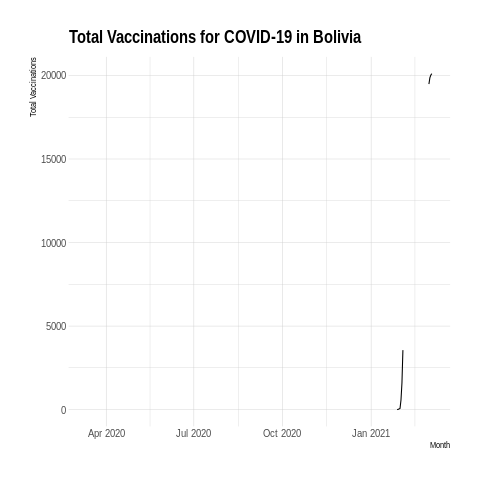 Total Vaccinations for COVID-19 in Bolivia
Total Vaccinations
20000
15000
10000
5000
0
Apr 2020
Jul 2020
Oct 2020
Jan 2021
Month